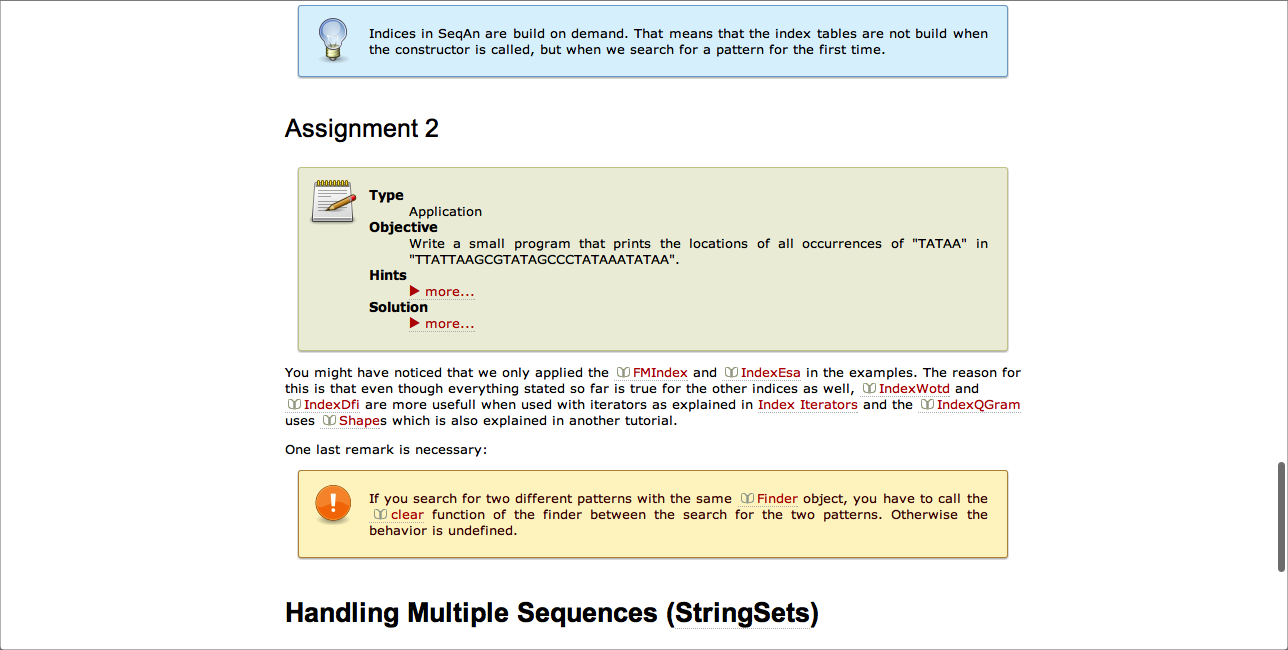 Indices in SeqAn are build on demand. That means that the index tables are not build when
the constructor is called, but when we search for a pattern for the first time.
Assignment 2
Type
Application
Objective
Write a small program that prints the locations of all occurrences of "TATAA" in
"TTATTAAGCGTATAGCCCTATAAATATAA".
Hints
more...
Solution
more...
You might have noticed that we only applied the FMIndex and IndexEsa in the examples. The reason for
this is that even though everything stated so far is true for the other indices as well, IndexWotd and
IndexDfi are more usefull when used with iterators as explained in Index Iterators and the IndexQGram
uses Shapes which is also explained in another tutorial.
One last remark is necessary:
If you search for two different patterns with the same Finder object, you have to call the
clear function of the finder between the search for the two patterns. Otherwise the
behavior is undefined.
Handling Multiple Sequences (StringSets)